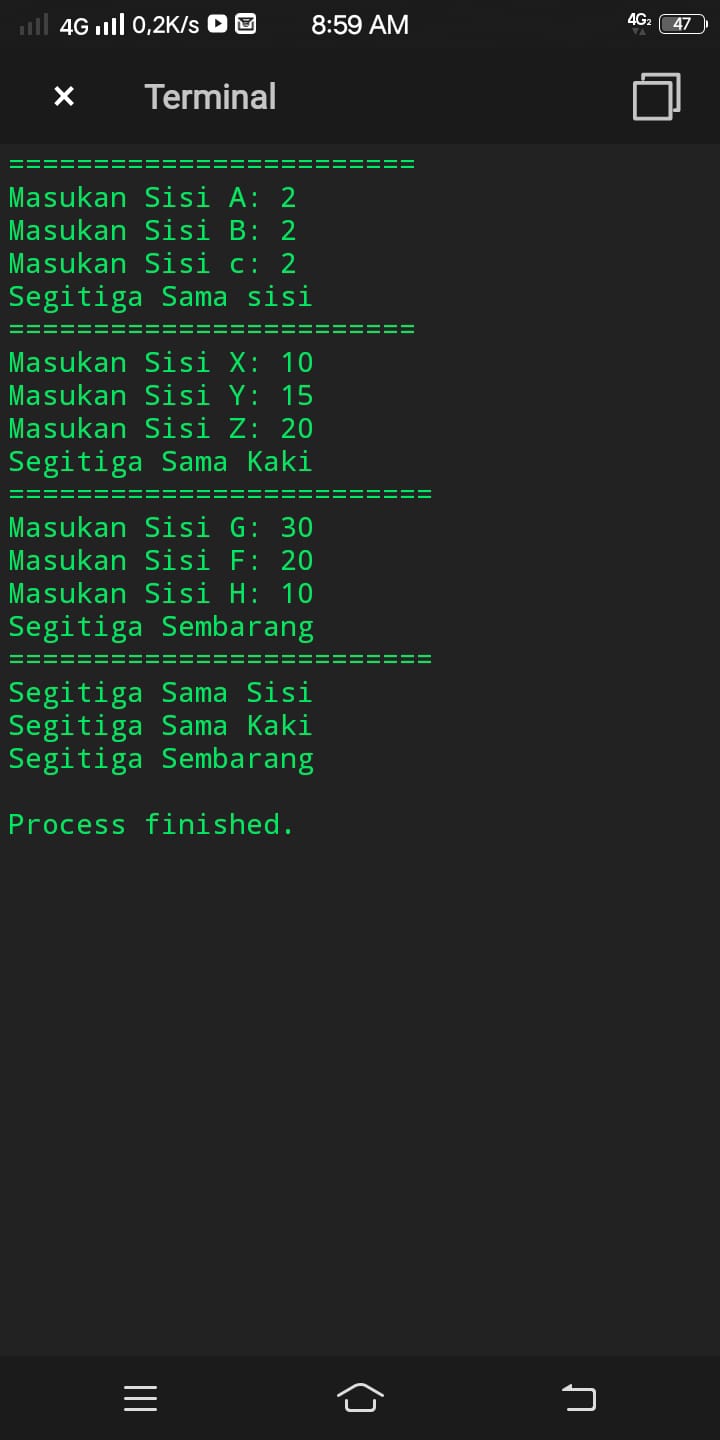 4G 0,2K/s 8:59 AM 4G2 47
Terminal
========================
Masukan Sisi A: 2
Masukan Sisi B: 2
Masukan Sisi c: 2
Segitiga Sama sisi
========================
Masukan Sisi X: 10
Masukan Sisi Y: 15
Masukan Sisi Z: 20
Segitiga Sama Kaki
=========================
Masukan Sisi G: 30
Masukan Sisi F: 20
Masukan Sisi H: 10
Segitiga Sembarang
=========================
Segitiga Sama Sisi
Segitiga Sama Kaki
Segitiga Sembarang
Process finished.